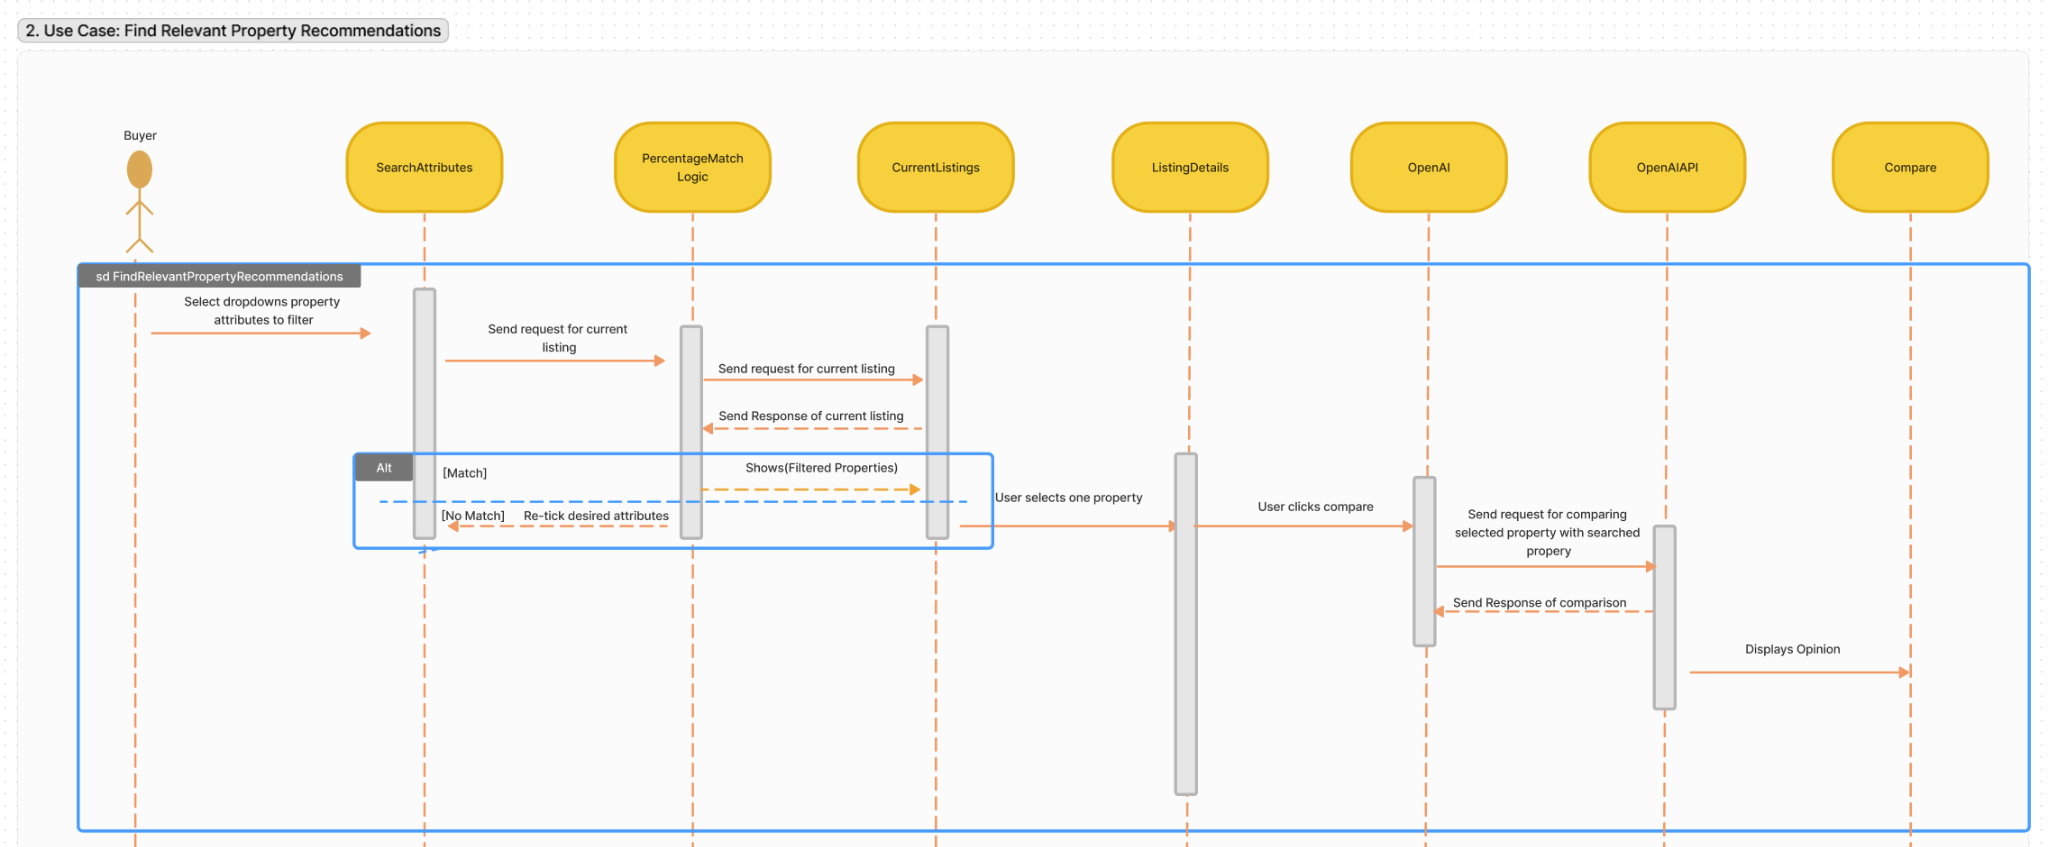 2. Use Case: Find Relevant Property Recommendations
Buyer
SearchAttributes
PercentageMatch
Logic
CurrentListings
ListingDetails
OpenAI
OpenAIAPI
Compare
sd FindRelevantPropertyRecommendations
Select dropdowns property
attributes to filter
Send request for current
listing
Send request for current listing
Send Response of current listing
Alt
[Match]
Shows(Filtered Properties)
[No Match]
Re-tick desired attributes
User selects one property
User clicks compare
Send request for comparing
selected property with searched
propery
Send Response of comparison
Displays Opinion